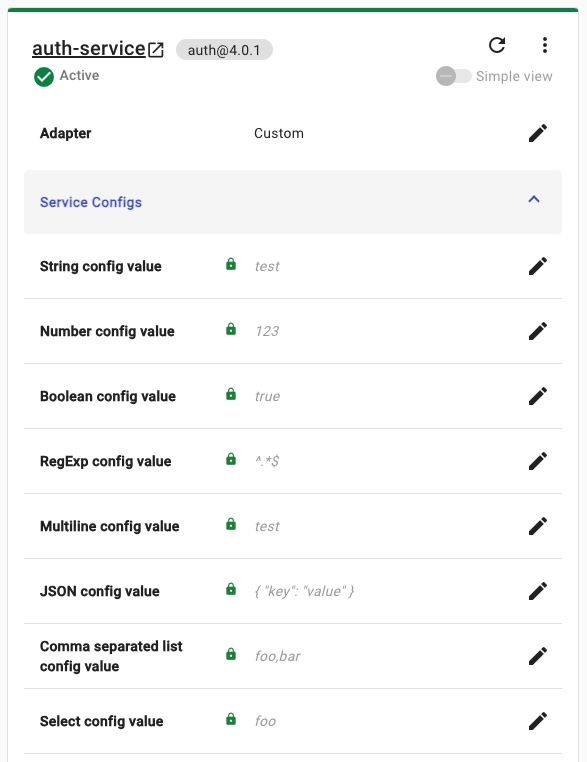 auth-service auth@4.0.1
Active Simple view
Adapter Custom
Service Configs
String config value test
Number config value 123
Boolean config value true
RegExp config value ^.*$
Multiline config value test
JSON config value { "key": "value" }
Comma separated list
config value foo,bar
Select config value foo